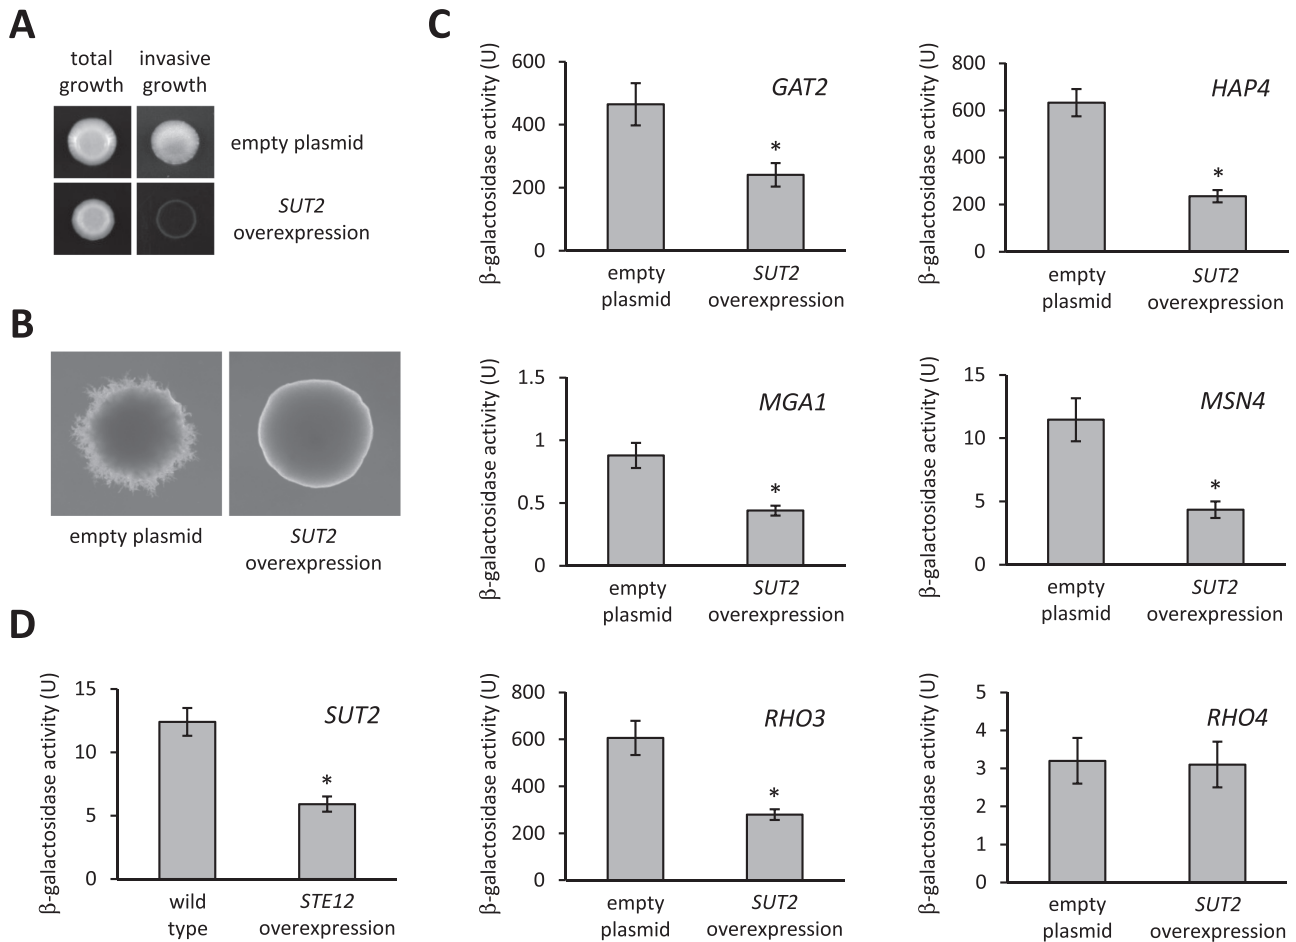 A
total
growth
invasive
growth
empty plasmid
SUT2
overexpression
B
empty plasmid
SUT2
overexpression
C
β-galactosidase activity (U)
600
400
200
0
GAT2
*
empty
plasmid
SUT2
overexpression
β-galactosidase activity (U)
800
600
400
200
0
HAP4
*
empty
plasmid
SUT2
overexpression
β-galactosidase activity (U)
1.5
1
0.5
0
MGA1
*
empty
plasmid
SUT2
overexpression
β-galactosidase activity (U)
15
10
5
0
MSN4
*
empty
plasmid
SUT2
overexpression
D
β-galactosidase activity (U)
15
10
5
0
SUT2
*
wild
type
STE12
overexpression
β-galactosidase activity (U)
800
600
400
200
0
RHO3
*
empty
plasmid
SUT2
overexpression
β-galactosidase activity (U)
5
4
3
2
1
0
RHO4
empty
plasmid
SUT2
overexpression